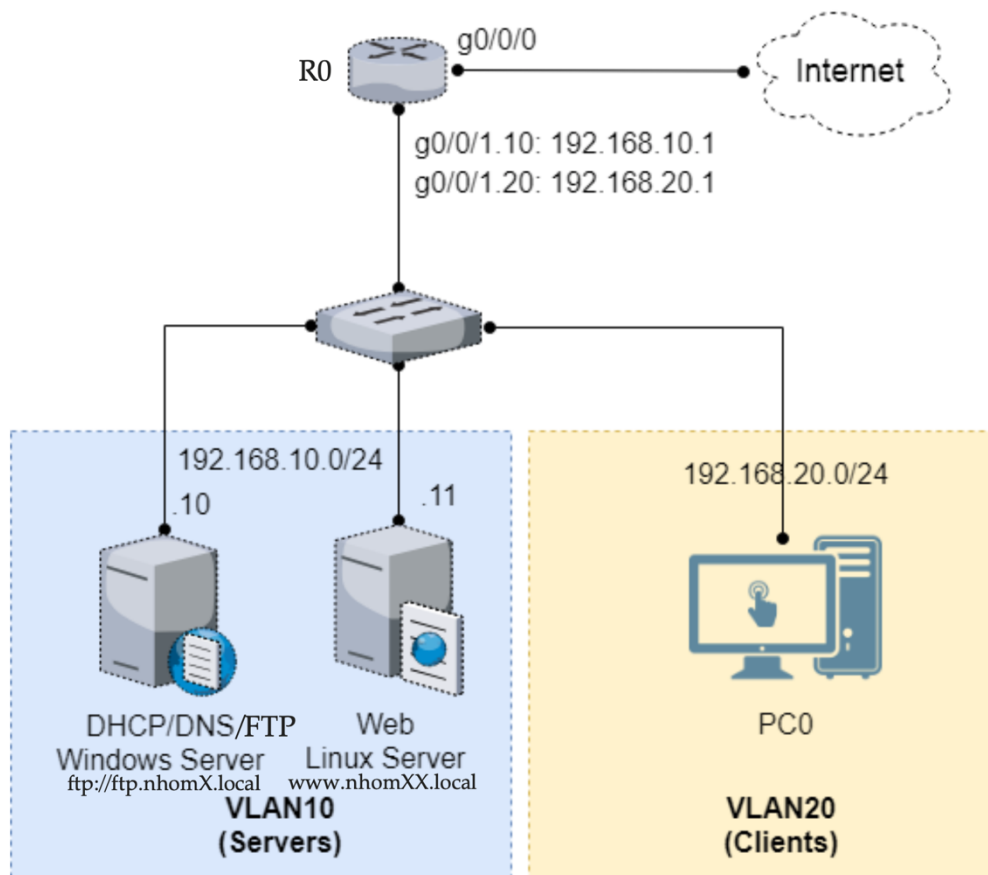 g0/0/0
R0
Internet
g0/0/1.10: 192.168.10.1
g0/0/1.20: 192.168.20.1
192.168.10.0/24
.10
.11
192.168.20.0/24
DHCP/DNS/FTP
Windows Server
ftp://ftp.nhomX.local
Web
Linux Server
www.nhomXX.local
PC0
VLAN10
(Servers)
VLAN20
(Clients)